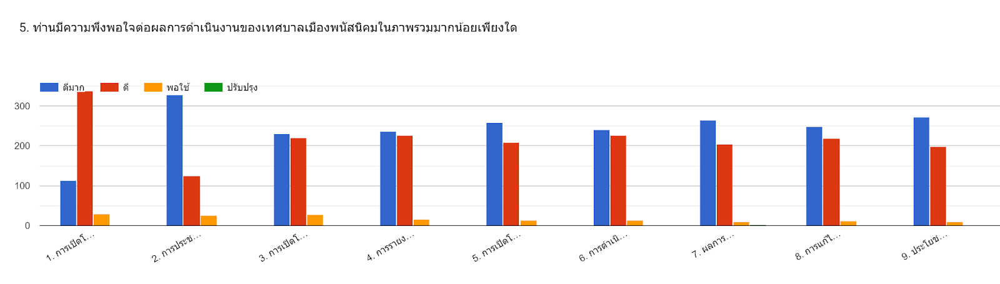 5. ท่านมีความพึงพอใจต่อผลการดำเนินงานของเทศบาลเมืองพนัสนิคมในภาพรวมมากน้อยเพียงใด
ดีมาก ดี พอใช้ ปรับปรุง
300
200
100
0
1. การเปิดโ...
2. การประช...
3. การเปิดโ...
4. การรายง...
5. การเปิดโ...
6. การดำเนิ...
7. ผลการ...
8. การแก้ไ...
9. ประโยช...